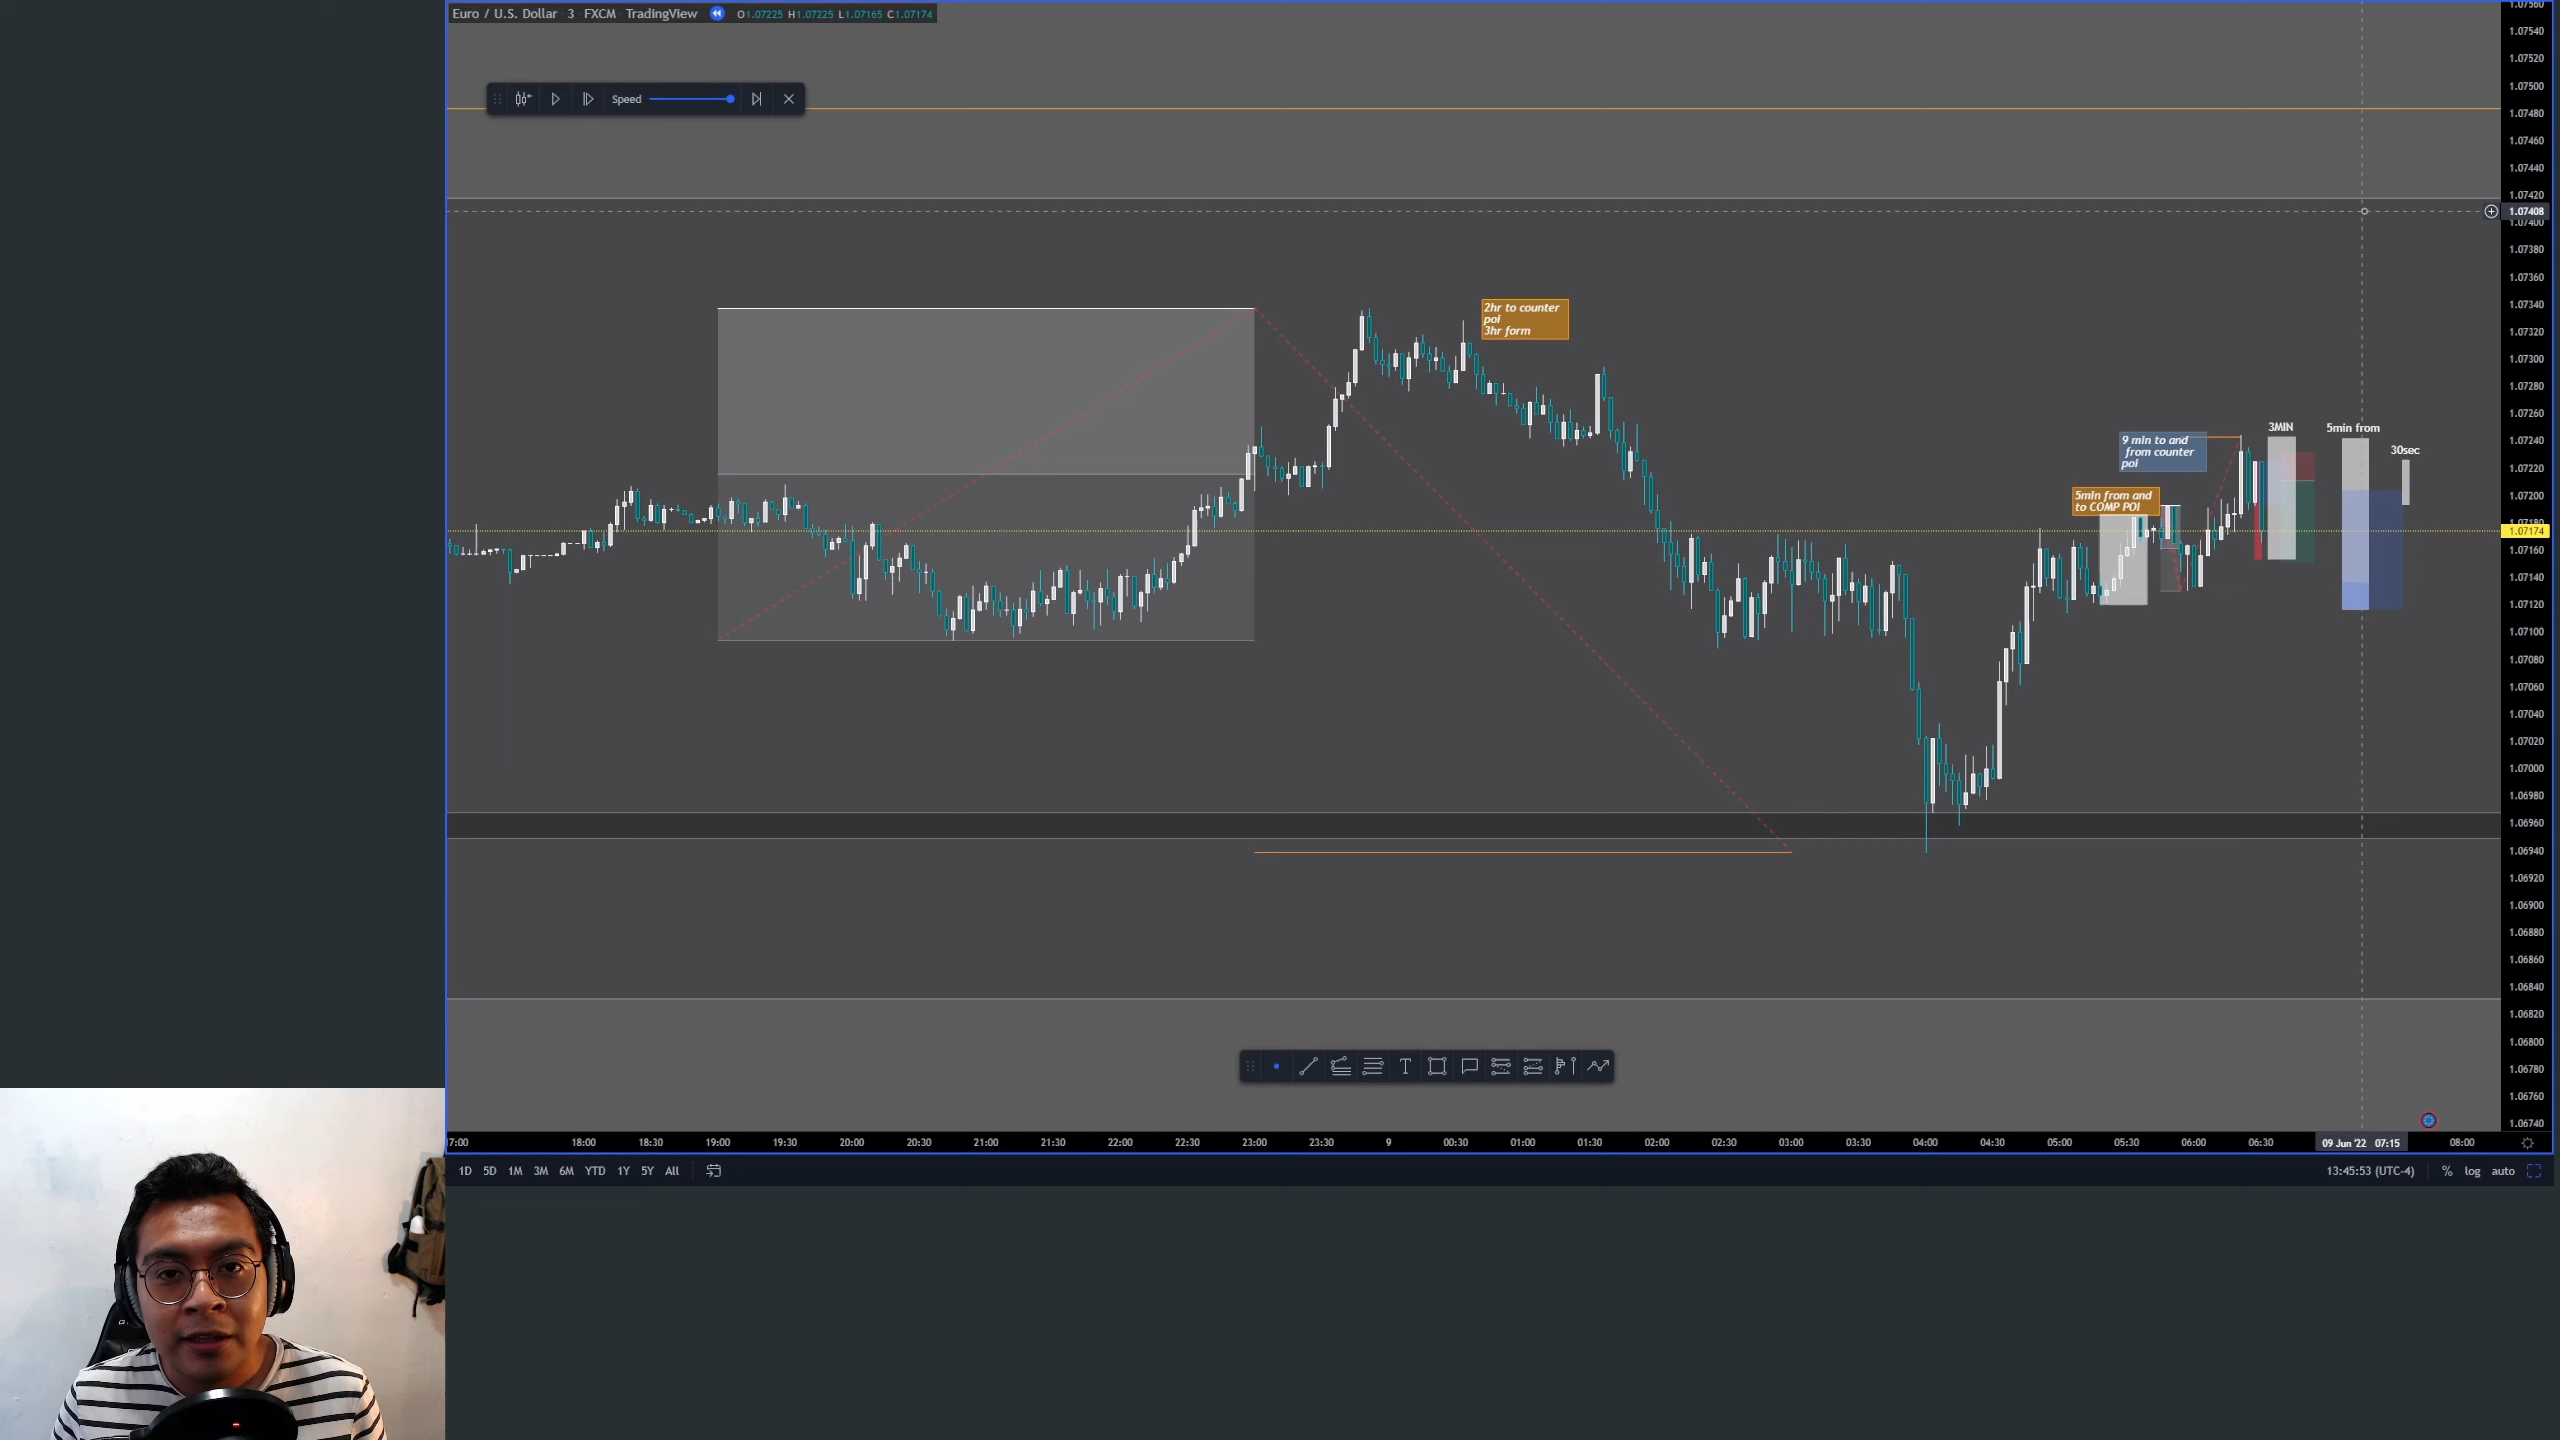 Euro / U.S. Dollar 3 FXCM TradingView O1.07225 H1.07225 L1.07165 C1.07174
Speed
2hr to counter
poi
3hr form
9 min to and
from counter
poi
5min from and
to COMP POI
3MIN
5min from
30sec
1.07560
1.07540
1.07520
1.07500
1.07480
1.07460
1.07440
1.07420
1.07408
1.07400
1.07380
1.07360
1.07340
1.07320
1.07300
1.07280
1.07260
1.07240
1.07220
1.07200
1.07180
1.07174
1.07160
1.07140
1.07120
1.07100
1.07080
1.07060
1.07040
1.07020
1.07000
1.06980
1.06960
1.06940
1.06920
1.06900
1.06880
1.06860
1.06840
1.06820
1.06800
1.06780
1.06760
1.06740
17:00 18:00 18:30 19:00 19:30 20:00 20:30 21:00 21:30 22:00 22:30 23:00 23:30 9 00:30 01:00 01:30 02:00 02:30 03:00 03:30 04:00 04:30 05:00 05:30 06:00 06:30 09 Jun '22 07:15 08:00
1D 5D 1M 3M 6M YTD 1Y 5Y All 13:45:53 (UTC-4) % log auto